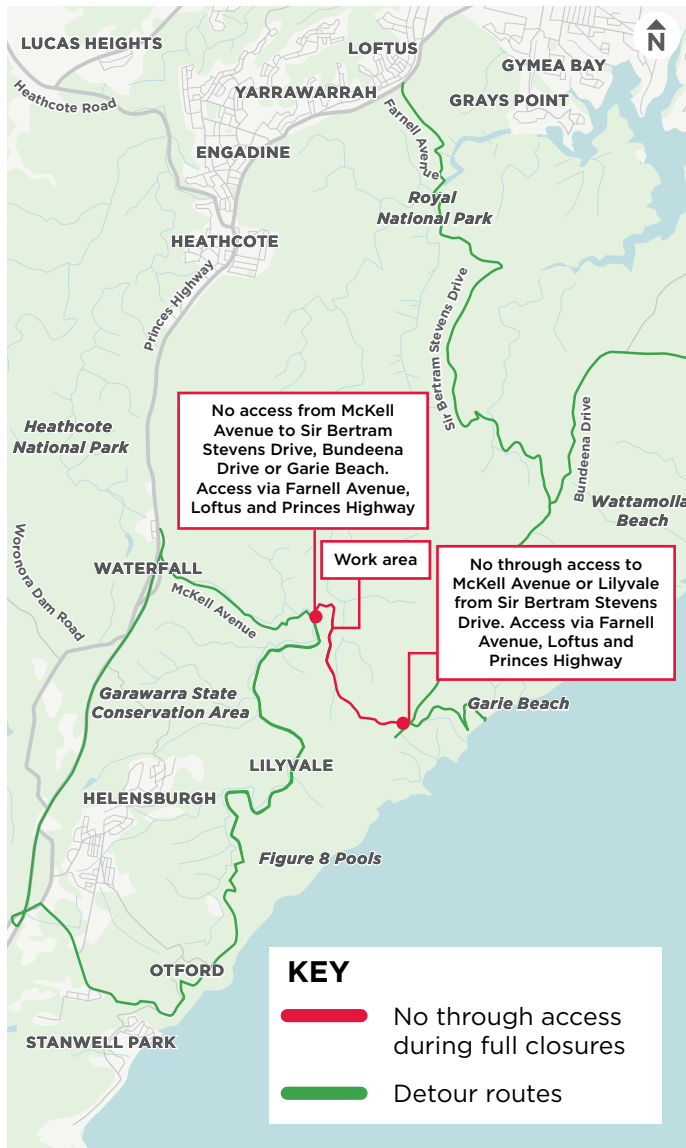 LUCAS HEIGHTS
LOFTUS
N
GYMEA BAY
Heathcote Road
YARRAWARRAH
GRAYS POINT
Farnell Avenue
ENGADINE
Royal
National Park
HEATHCOTE
Princes Highway
Sir Bertram Stevens Drive
Bundeena Drive
No access from McKell
Avenue to Sir Bertram
Stevens Drive, Bundeena
Drive or Garie Beach.
Access via Farnell Avenue,
Loftus and Princes Highway
Heathcote
National Park
Wattamolla
Beach
Woronora Dam Road
WATERFALL
Work area
No through access to
McKell Avenue or Lilyvale
from Sir Bertram Stevens
Drive. Access via Farnell
Avenue, Loftus and
Princes Highway
McKell Avenue
Garawarra State
Conservation Area
Garie Beach
LILYVALE
HELENSBURGH
Figure 8 Pools
OTFORD
STANWELL PARK
KEY
No through access
during full closures
Detour routes